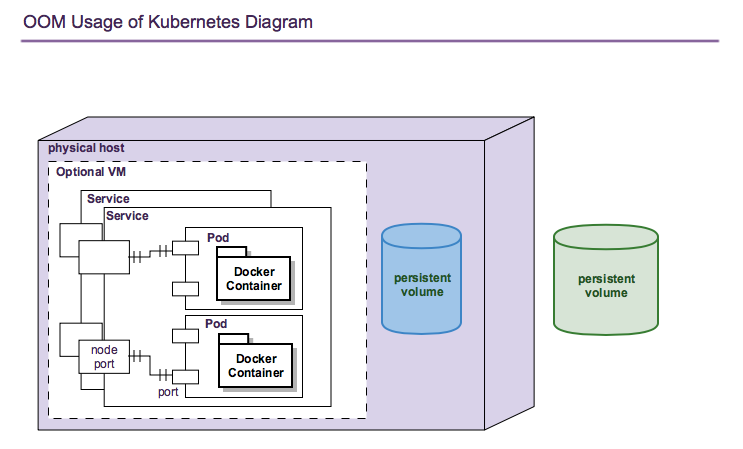 OOM Usage of Kubernetes Diagram
physical host
Optional VM
Service
Service
Pod
Docker
Container
Pod
Docker
Container
node
port
port
persistent
volume
persistent
volume